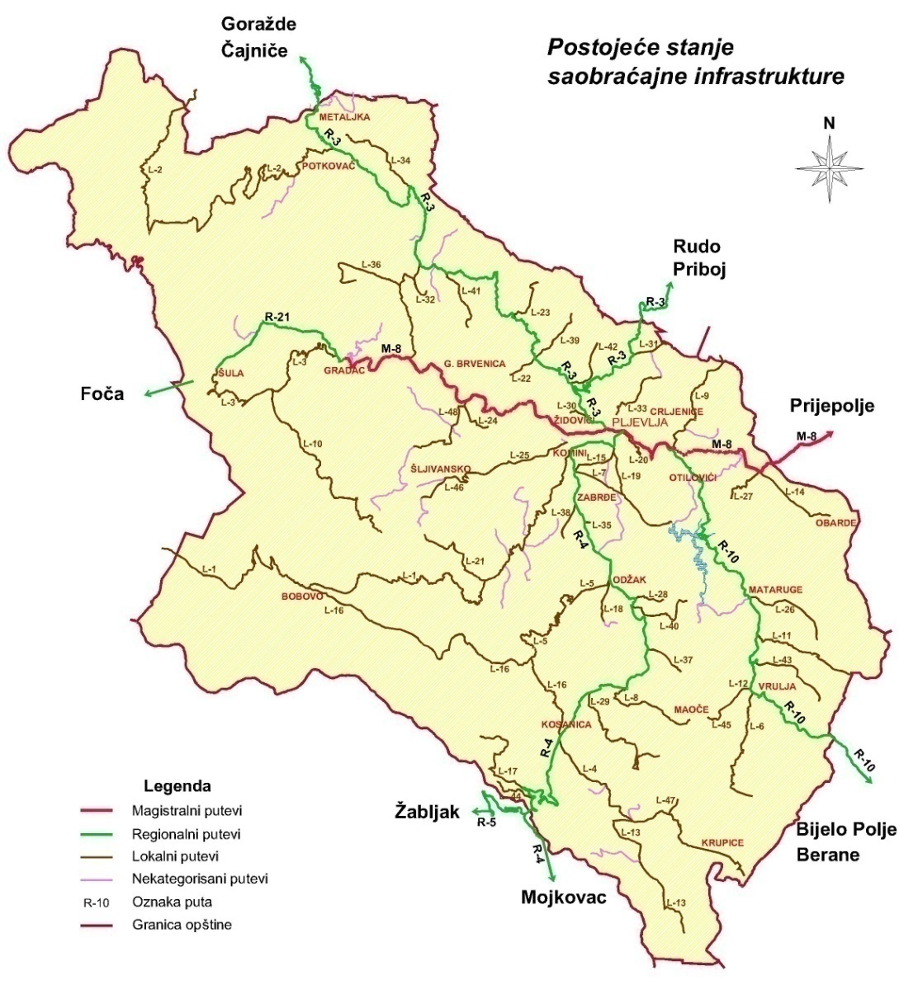 Goražde
Čajniče
Postojeće stanje
saobraćajne infrastrukture
N
METALJKA
R-3
L-34
L-2
L-2
POTKOVAČ
R-3
Rudo
Priboj
L-36
L-32
L-41
R-3
L-23
R-21
L-39
L-42
L-31
M-8
L-3
R-3
G. BRVENICA
R-3
GRADAC
ŠULA
L-22
Foča
L-3
L-9
R-3
L-30
L-33
CRLJENICE
Prijepolje
L-48
L-24
ŽIDOVIĆI
PLJEVLJA
M-8
L-10
M-8
L-25
KOMINI
L-15
L-20
ŠLJIVANSKO
L-7
L-19
OTILOVIĆI
L-46
ZABRĐE
L-27
L-14
L-38
L-35
OBARDE
R-4
R-10
L-21
L-1
L-1
ODŽAK
BOBOVO
L-5
L-28
MATARUGE
L-16
L-18
L-26
L-40
L-5
L-11
L-37
L-43
L-16
L-16
L-12
VRULJA
L-29
L-8
MAOČE
R-10
KOSANICA
L-45
L-6
R-4
R-10
L-17
L-4
Legenda
L-44
L-47
Magistralni putevi
Žabljak
R-5
Regionalni putevi
L-13
Bijelo Polje
Berane
KRUPICE
Lokalni putevi
R-4
Nekategorisani putevi
Mojkovac
R-10 Oznaka puta
L-13
Granica opštine